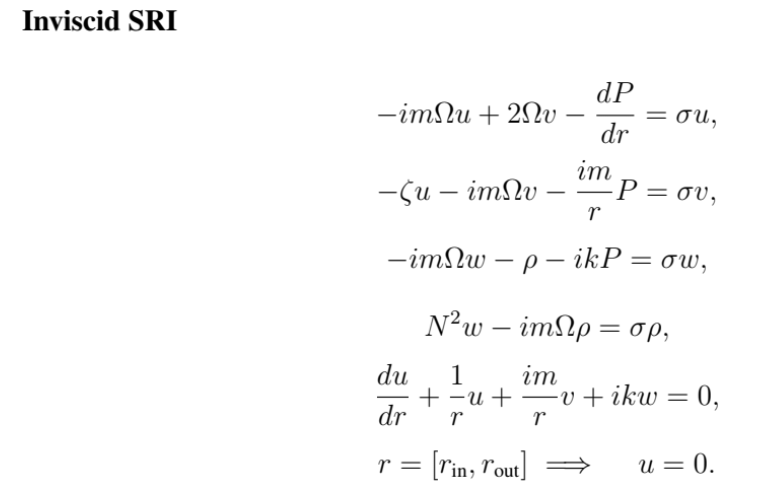 Inviscid SRI
$-im\Omega u + 2\Omega v - \frac{dP}{dr} = \sigma u,$
$-\zeta u - im\Omega v - \frac{im}{r}P = \sigma v,$
$-im\Omega w - \rho - ikP = \sigma w,$
$N^2 w - im\Omega\rho = \sigma\rho,$
$\frac{du}{dr} + \frac{1}{r}u + \frac{im}{r}v + ikw = 0,$
$r = [r_{\text{in}}, r_{\text{out}}] \implies u = 0.$